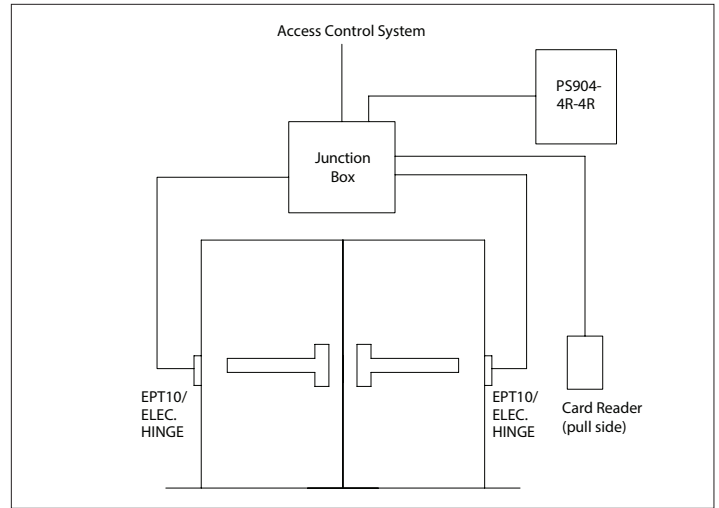 Access Control System
PS904-
4R-4R
Junction
Box
EPT10/
ELEC.
HINGE
EPT10/
ELEC.
HINGE
Card Reader
(pull side)